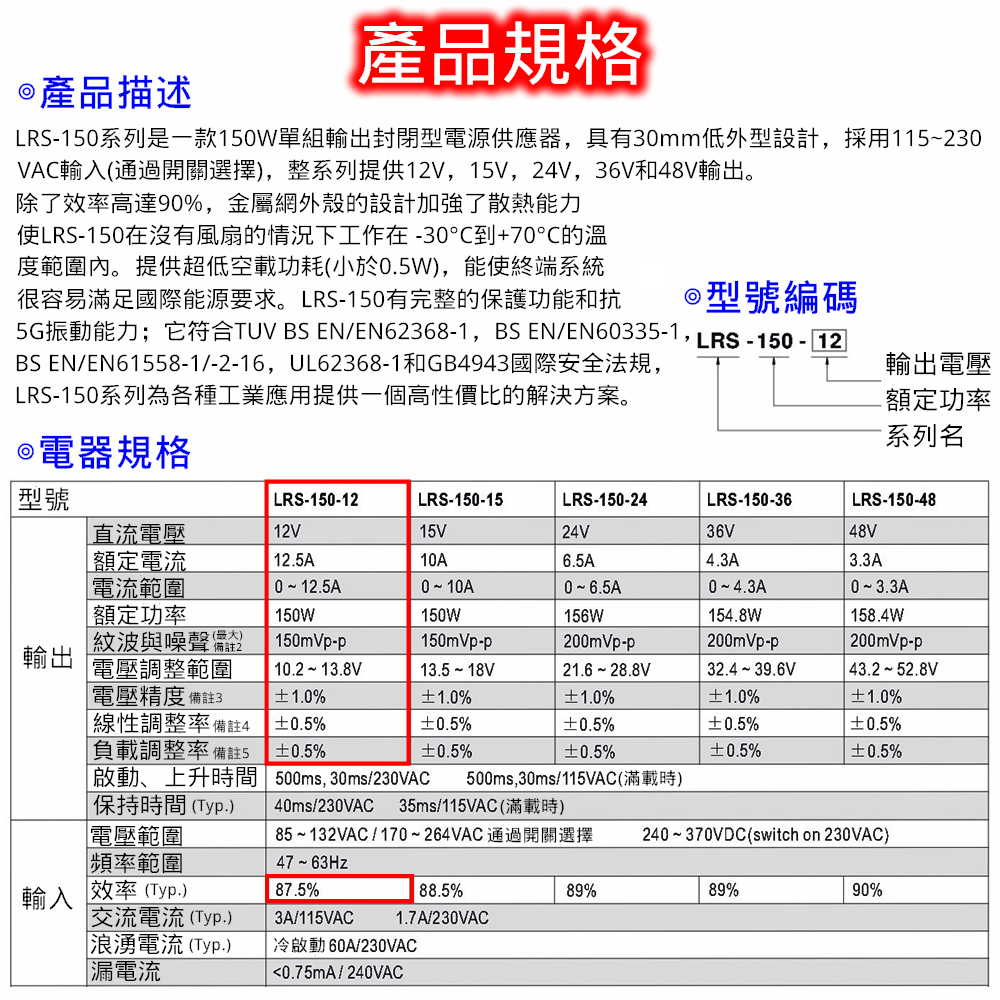 產品規格
◎產品描述
LRS-150系列是一款150W單組輸出封閉型電源供應器，具有30mm低外型設計，採用115~230
VAC輸入(通過開關選擇)，整系列提供12V，15V，24V，36V和48V輸出。
除了效率高達90%，金屬網外殼的設計加強了散熱能力
使LRS-150在沒有風扇的情況下工作在 -30°C到+70°C的溫
度範圍內。提供超低空載功耗(小於0.5W)，能使終端系統
很容易滿足國際能源要求。LRS-150有完整的保護功能和抗
5G振動能力；它符合TUV BS EN/EN62368-1，BS EN/EN60335-1，
BS EN/EN61558-1/-2-16，UL62368-1和GB4943國際安全法規，
LRS-150系列為各種工業應用提供一個高性價比的解決方案。
◎型號編碼
LRS - 150 - 12
輸出電壓
額定功率
系列名
◎電器規格
型號 LRS-150-12 LRS-150-15 LRS-150-24 LRS-150-36 LRS-150-48
輸出
直流電壓 12V 15V 24V 36V 48V
額定電流 12.5A 10A 6.5A 4.3A 3.3A
電流範圍 0 ~ 12.5A 0 ~ 10A 0 ~ 6.5A 0 ~ 4.3A 0 ~ 3.3A
額定功率 150W 150W 156W 154.8W 158.4W
紋波與噪聲 (最大) 備註2 150mVp-p 150mVp-p 200mVp-p 200mVp-p 200mVp-p
電壓調整範圍 10.2 ~ 13.8V 13.5 ~ 18V 21.6 ~ 28.8V 32.4 ~ 39.6V 43.2 ~ 52.8V
電壓精度 備註3 ±1.0% ±1.0% ±1.0% ±1.0% ±1.0%
線性調整率 備註4 ±0.5% ±0.5% ±0.5% ±0.5% ±0.5%
負載調整率 備註5 ±0.5% ±0.5% ±0.5% ±0.5% ±0.5%
啟動、上升時間 500ms, 30ms/230VAC 500ms,30ms/115VAC(滿載時)
保持時間 (Typ.) 40ms/230VAC 35ms/115VAC(滿載時)
輸入
電壓範圍 85 ~ 132VAC / 170 ~ 264VAC 通過開關選擇 240 ~ 370VDC(switch on 230VAC)
頻率範圍 47 ~ 63Hz
效率 (Typ.) 87.5% 88.5% 89% 89% 90%
交流電流 (Typ.) 3A/115VAC 1.7A/230VAC
浪湧電流 (Typ.) 冷啟動 60A/230VAC
漏電流 <0.75mA / 240VAC